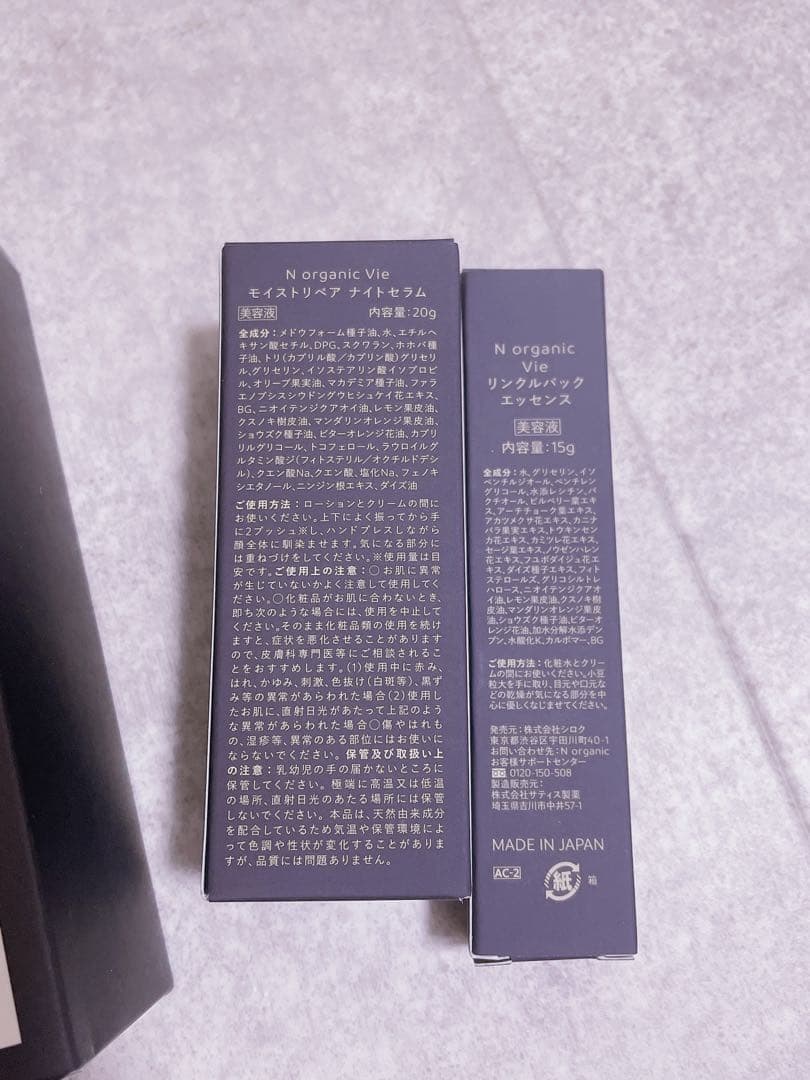 N organic Vie
モイストリペア ナイトセラム
美容液 内容量:20g
全成分:メドウフォーム種子油、水、エチルヘ
キサン酸セチル、DPG、スクワラン、ホホバ種
子油、トリ(カプリル酸/カプリン酸)グリセリ
ル、グリセリン、イソステアリン酸イソプロピ
ル、オリーブ果実油、マカデミア種子油、ファラ
エノプシスシウドングウヒシュケイ花エキス、
BG、ニオイテンジクアオイ油、レモン果皮油、
クスノキ樹皮油、マンダリンオレンジ果皮油、
ショウズク種子油、ビターオレンジ花油、カプリ
リルグリコール、トコフェロール、ラウロイルグ
ルタミン酸ジ(フィトステリル/オクチルドデシ
ル)、クエン酸Na、クエン酸、塩化Na、フェノキ
シエタノール、ニンジン根エキス、ダイズ油
ご使用方法:ローションとクリームの間に
お使いください。上下によく振ってから手
に2プッシュ※し、ハンドプレスしながら
顔全体に馴染ませます。気になる部分に
は重ねづけをしてください。※使用量は目
安です。ご使用上の注意:○お肌に異常
が生じていないかよく注意して使用してく
ださい。○化粧品がお肌に合わないとき、
即ち次のような場合には、使用を中止して
ください。そのまま化粧品類の使用を続け
ますと、症状を悪化させることがあります
ので、皮膚科専門医等にご相談されるこ
とをおすすめします。(1)使用中に赤み、
はれ、かゆみ、刺激、色抜け(白斑等)、黒ず
み等の異常があらわれた場合(2)使用し
たお肌に、直射日光があたって上記のよう
な異常があらわれた場合○傷やはれも
の、湿疹等、異常のある部位にはお使いに
ならないでください。保管及び取扱い上
の注意:乳幼児の手の届かないところに
保管してください。極端に高温又は低温
の場所、直射日光のあたる場所には保管
しないでください。本品は、天然由来成分
を配合しているため気温や保管環境によ
って色調や性状が変化することがありま
すが、品質には問題ありません。
N organic
Vie
リンクルパック
エッセンス
美容液
内容量:15g
全成分:水、グリセリン、イソ
ペンチルジオール、ペンチレン
グリコール、水添レシチン、バ
クチオール、ビルベリー葉エキ
ス、アーチチョーク葉エキス、
アカツメクサ花エキス、カニナ
バラ果実エキス、トウキンセン
カ花エキス、カミツレ花エキス、
セージ葉エキス、ノウゼンハレン
花エキス、フユボダイジュ花エ
キス、ダイズ種子エキス、フィト
ステロールズ、グリコシルトレ
ハロース、ニオイテンジクアオ
イ油、レモン果皮油、クスノキ樹
皮油、マンダリンオレンジ果皮
油、ショウズク種子油、ビターオ
レンジ花油、加水分解水添デン
プン、水酸化K、カルボマー、BG
ご使用方法:化粧水とクリー
ムの間にお使いください。小豆
粒大を手に取り、目元や口元な
どの乾燥が気になる部分を中
心に優しくなじませてください。
発売元:株式会社シロク
東京都渋谷区宇田川町40-1
お問い合わせ先:N organic
お客様サポートセンター
0120-150-508
製造販売元:
株式会社サティス製薬
埼玉県吉川市中井57-1
MADE IN JAPAN
AC-2 紙 箱